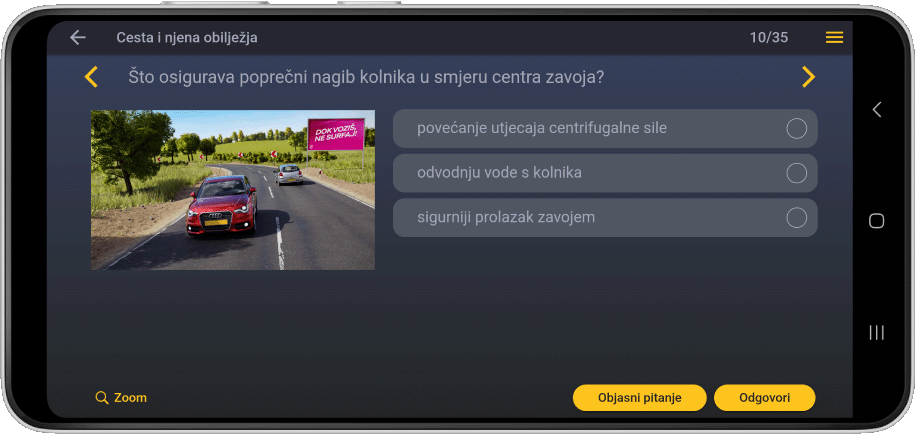 Cesta i njena obilježja
10/35
Što osigurava poprečni nagib kolnika u smjeru centra zavoja?
DOK VOZIŠ,
NE SURFAJ!
povećanje utjecaja centrifugalne sile
odvodnju vode s kolnika
sigurniji prolazak zavojem
Zoom
Objasni pitanje
Odgovori